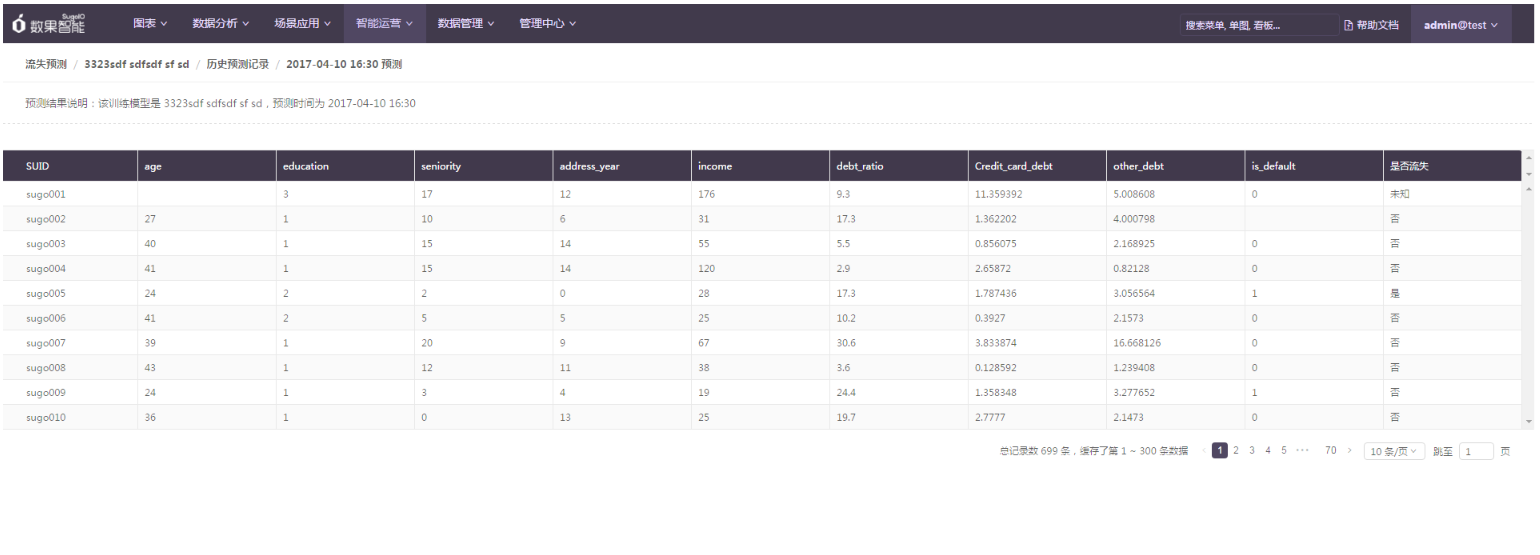 SugoIO
数果智能 图表 数据分析 场景应用 智能运营 数据管理 管理中心 搜索菜单, 单图, 看板... 帮助文档 admin@test
流失预测 / 3323sdf sdfsdf sf sd / 历史预测记录 / 2017-04-10 16:30 预测
预测结果说明：该训练模型是 3323sdf sdfsdf sf sd，预测时间为 2017-04-10 16:30
SUID age education seniority address_year income debt_ratio Credit_card_debt other_debt is_default 是否流失
sugo001 3 17 12 176 9.3 11.359392 5.008608 0 未知
sugo002 27 1 10 6 31 17.3 1.362202 4.000798 否
sugo003 40 1 15 14 55 5.5 0.856075 2.168925 0 否
sugo004 41 1 15 14 120 2.9 2.65872 0.82128 0 否
sugo005 24 2 2 0 28 17.3 1.787436 3.056564 1 是
sugo006 41 2 5 5 25 10.2 0.3927 2.1573 0 否
sugo007 39 1 20 9 67 30.6 3.833874 16.668126 0 否
sugo008 43 1 12 11 38 3.6 0.128592 1.239408 0 否
sugo009 24 1 3 4 19 24.4 1.358348 3.277652 1 否
sugo010 36 1 0 13 25 19.7 2.7777 2.1473 0 否
总记录数 699 条，缓存了第 1 ~ 300 条数据 < 1 2 3 4 5 ••• 70 > 10 条/页 跳至 1 页